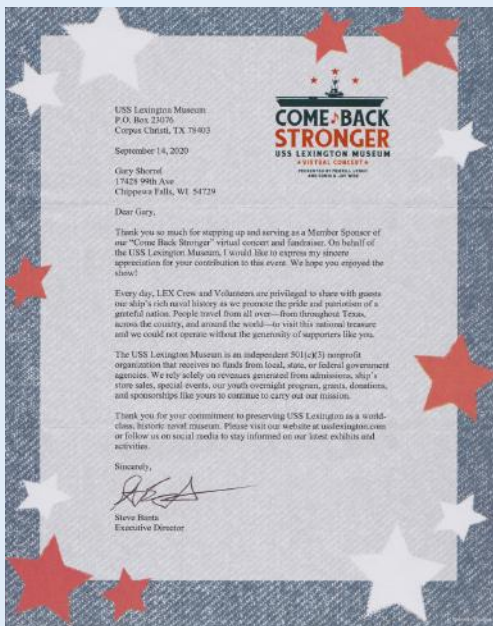 COME BACK
STRONGER
USS LEXINGTON MUSEUM
VIRTUAL CONCERT
USS Lexington Museum
P.O. Box 23076
Corpus Christi, TX 78403
September 14, 2020
Gary
17428 99th Ave
Chippewa Falls, WI 54729
Dear Gary,
Thank you so much for stepping up and serving as a Member Sponsor of
our "Come Back Stronger" virtual concert and fundraiser. On behalf of
the USS Lexington Museum, I would like to express my sincere
appreciation for your contribution to this event. We hope you enjoyed the
show!
Every day, LEX Crew and Volunteers are privileged to share with guests
our ship's rich naval history as we promote the pride and patriotism of a
grateful nation. People travel from all over—from throughout Texas,
across the country, and around the world—to visit this national treasure
and we could not operate without the generosity of supporters like you.
The USS Lexington Museum is an independent 501(c)(3) nonprofit
organization that receives no funds from local, state, or federal government
agencies. We rely solely on revenues generated from admissions, ship's
store sales, special events, our youth overnight program, grants, donations,
and sponsorships like yours to continue to carry out our mission.
Thank you for your commitment to preserving USS Lexington as a world-
class, historic naval museum. Please visit our website at usslexington.com
or follow us on social media to stay informed on our latest exhibits and
activities.
Sincerely,
Steve Banta
Executive Director